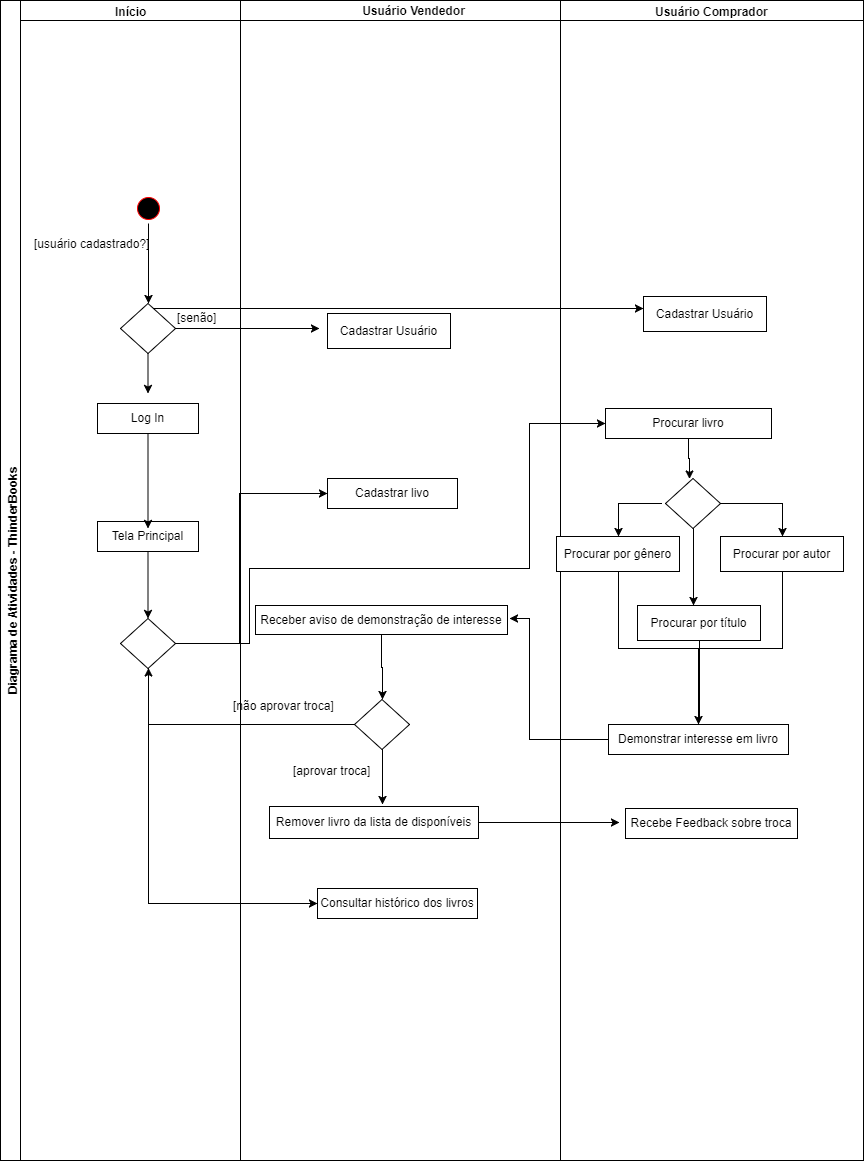 Diagrama de Atividades - ThinderBooks
Início
Usuário Vendedor
Usuário Comprador
[usuário cadastrado?]
[senão]
Cadastrar Usuário
Cadastrar Usuário
Log In
Procurar livro
Cadastrar livo
Tela Principal
Procurar por gênero
Procurar por autor
Receber aviso de demonstração de interesse
Procurar por título
[não aprovar troca]
Demonstrar interesse em livro
[aprovar troca]
Remover livro da lista de disponíveis
Recebe Feedback sobre troca
Consultar histórico dos livros